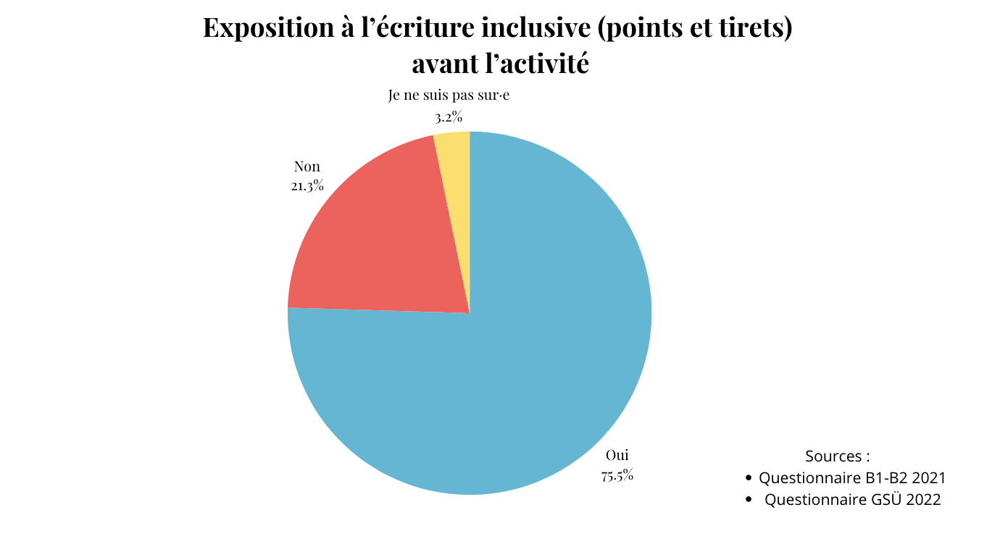 Exposition à l’écriture inclusive (points et tirets)
avant l’activité
Je ne suis pas sur·e
3.2%
Non
21.3%
Oui
75.5%
Sources :
• Questionnaire B1-B2 2021
• Questionnaire GSÜ 2022